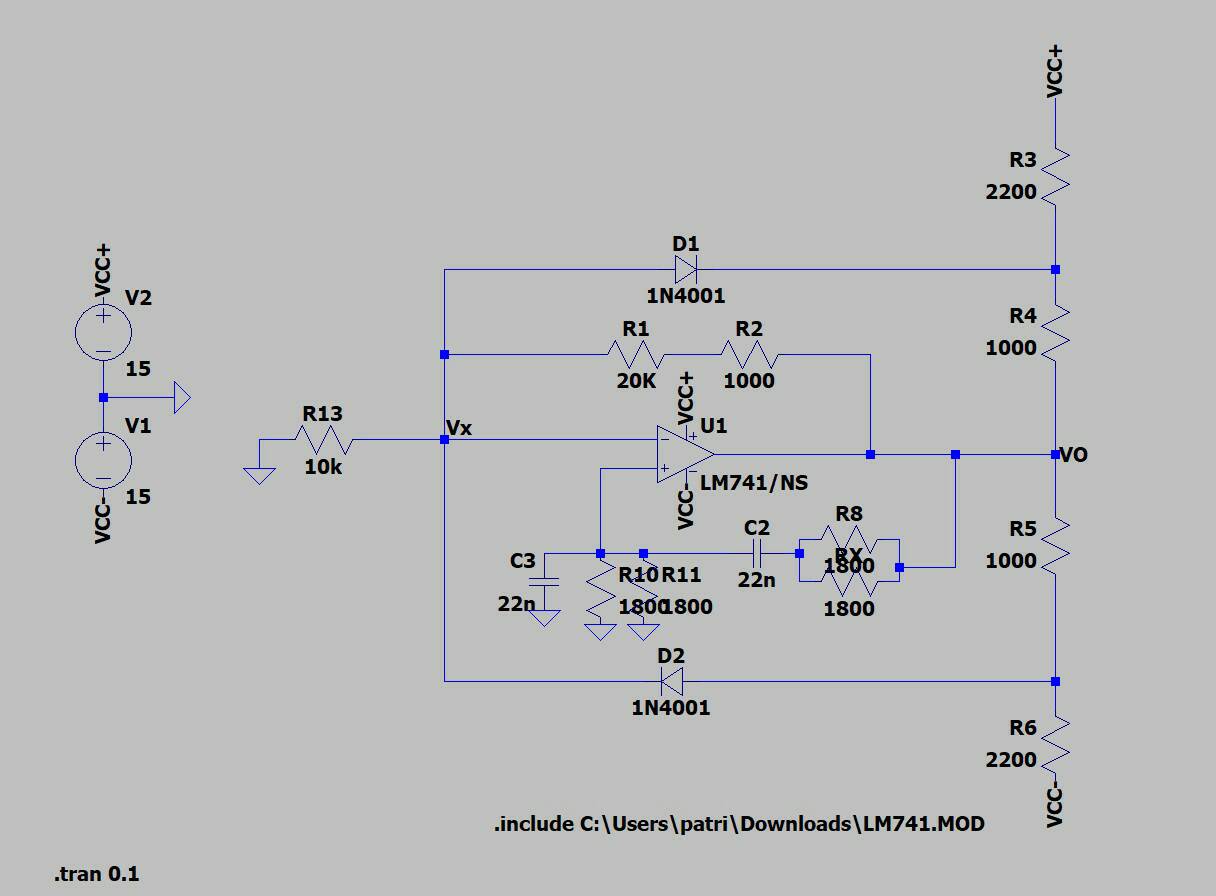 VCC+
R3
2200
D1
1N4001
VCC+
V2
15
R1
20K
R2
1000
R4
1000
VCC+
R13
10k
Vx
U1
V1
15
VCC-
VO
LM741/NS
VCC-
R8
1800
RX
1800
C2
22n
R5
1000
C3
22n
R10
1800
R11
1800
D2
1N4001
R6
2200
VCC-
.include C:\Users\patri\Downloads\LM741.MOD
.tran 0.1